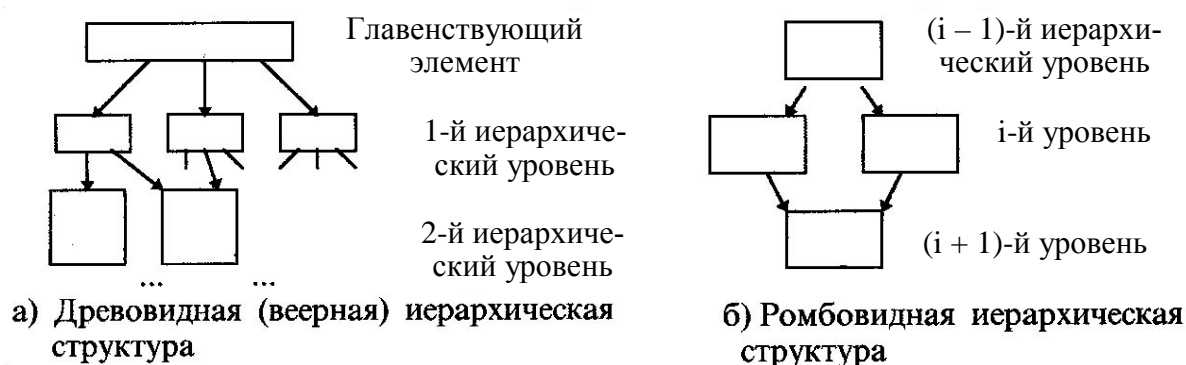 Главенствующий
элемент
1-й иерархиче-
ский уровень
2-й иерархиче-
ский уровень
... ...
а) Древовидная (веерная) иерархическая
структура
(i – 1)-й иерархи-
ческий уровень
i-й уровень
(i + 1)-й уровень
б) Ромбовидная иерархическая
структура